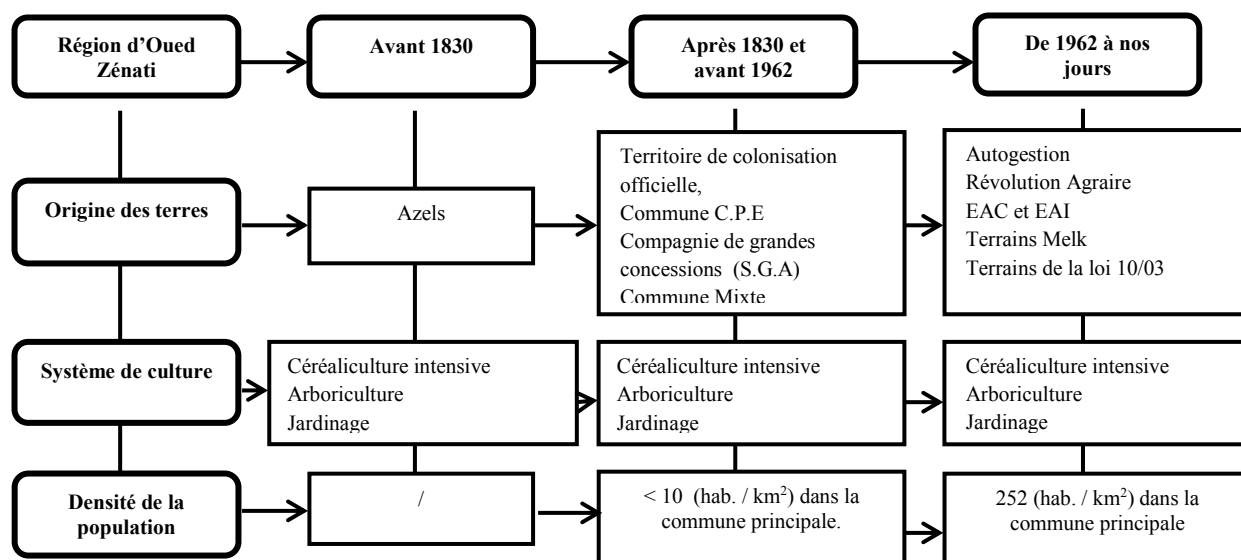 Région d’Oued
Zénati
Avant 1830
Après 1830 et
avant 1962
De 1962 à nos
jours
Origine des terres
Azels
Territoire de colonisation
officielle,
Commune C.P.E
Compagnie de grandes
concessions (S.G.A)
Commune Mixte
Autogestion
Révolution Agraire
EAC et EAI
Terrains Melk
Terrains de la loi 10/03
Système de culture
Céréaliculture intensive
Arboriculture
Jardinage
Céréaliculture intensive
Arboriculture
Jardinage
Céréaliculture intensive
Arboriculture
Jardinage
Densité de la
population
/
< 10 (hab. / km²) dans la
commune principale.
252 (hab. / km²) dans la
commune principale